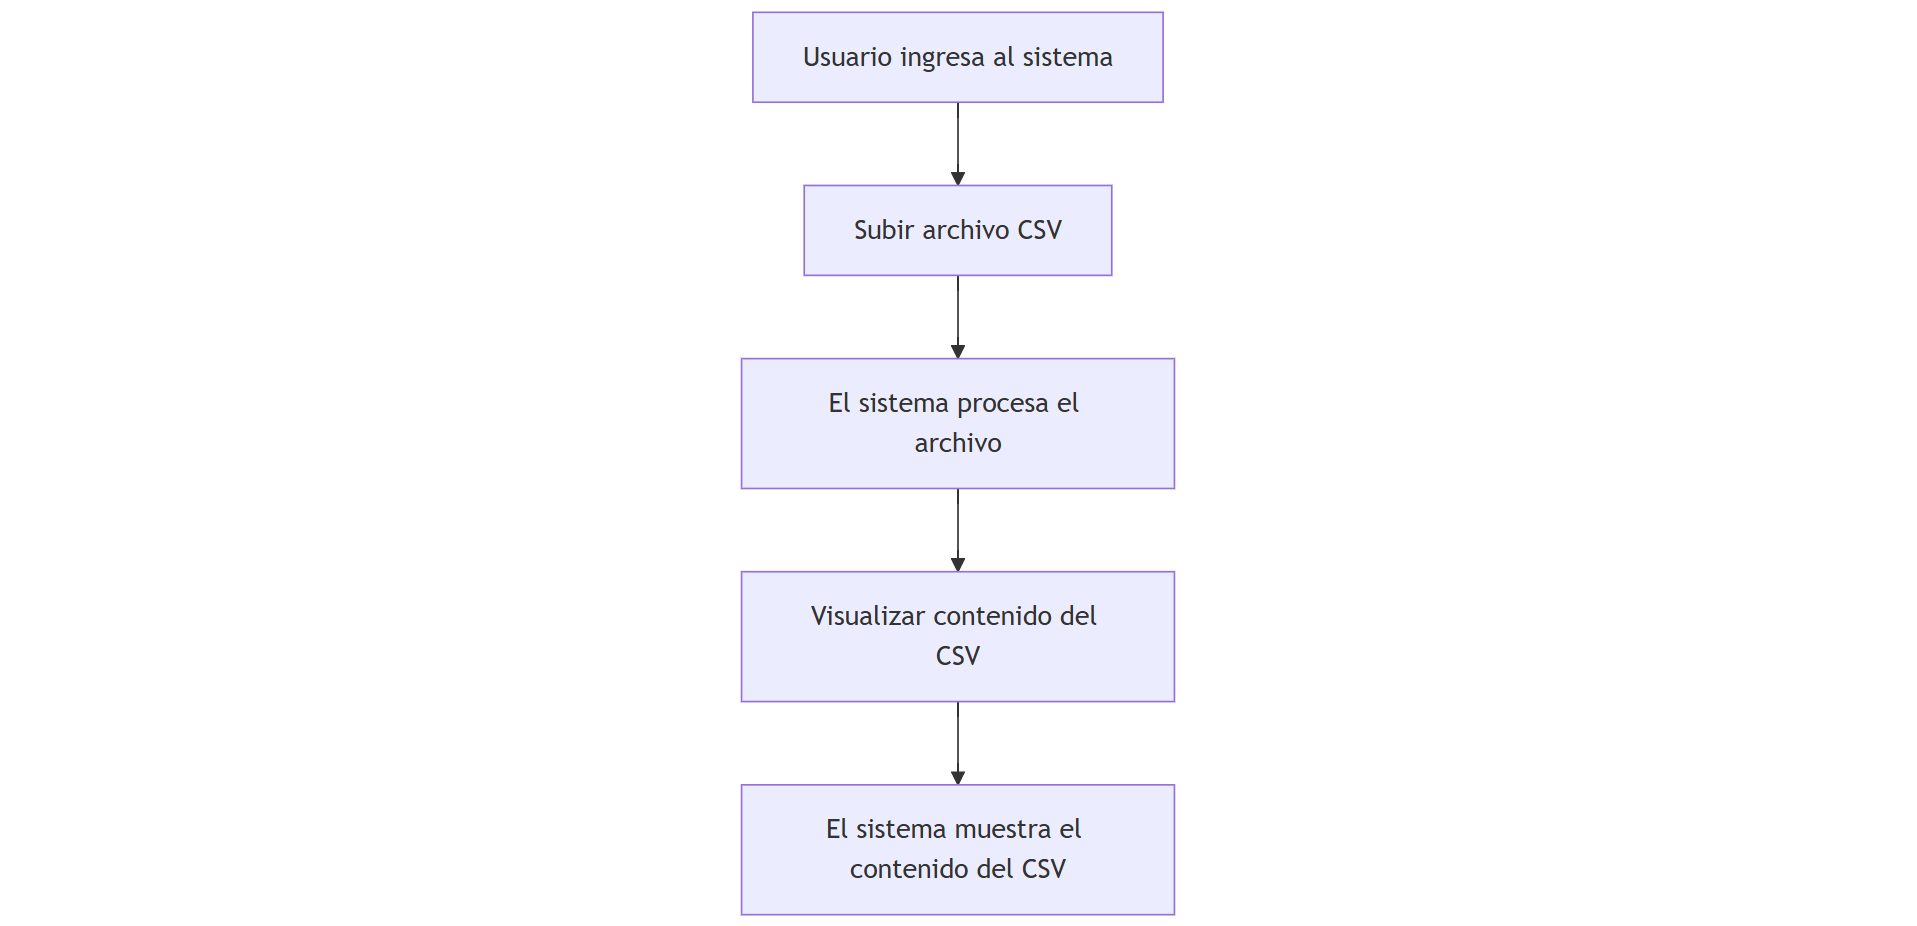 Usuario ingresa al sistema
Subir archivo CSV
El sistema procesa el
archivo
Visualizar contenido del
CSV
El sistema muestra el
contenido del CSV